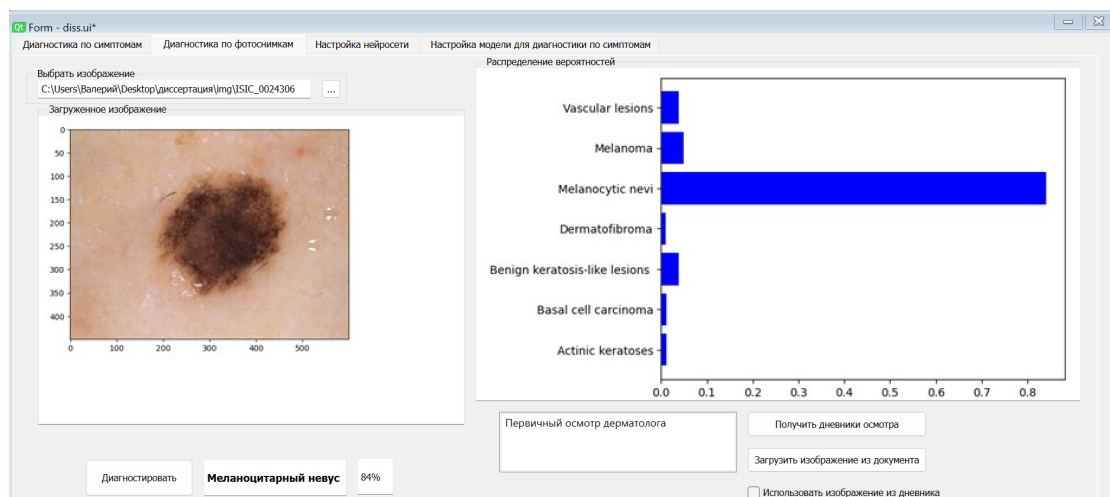 Qt Form - diss.ui*
Диагностика по симптомам Диагностика по фотоснимкам Настройка нейросети Настройка модели для диагностики по симптомам
Выбрать изображение
C:\Users\Валерий\Desktop\диссертация\img\ISIC_0024306 ...
Загруженное изображение
0
50
100
150
200
250
300
350
400
0 100 200 300 400 500
Распределение вероятностей
Vascular lesions
Melanoma
Melanocytic nevi
Dermatofibroma
Benign keratosis-like lesions
Basal cell carcinoma
Actinic keratoses
0.0 0.1 0.2 0.3 0.4 0.5 0.6 0.7 0.8
Первичный осмотр дерматолога
Получить дневники осмотра
Загрузить изображение из документа
Использовать изображение из дневника
Диагностировать Меланоцитарный невус 84%